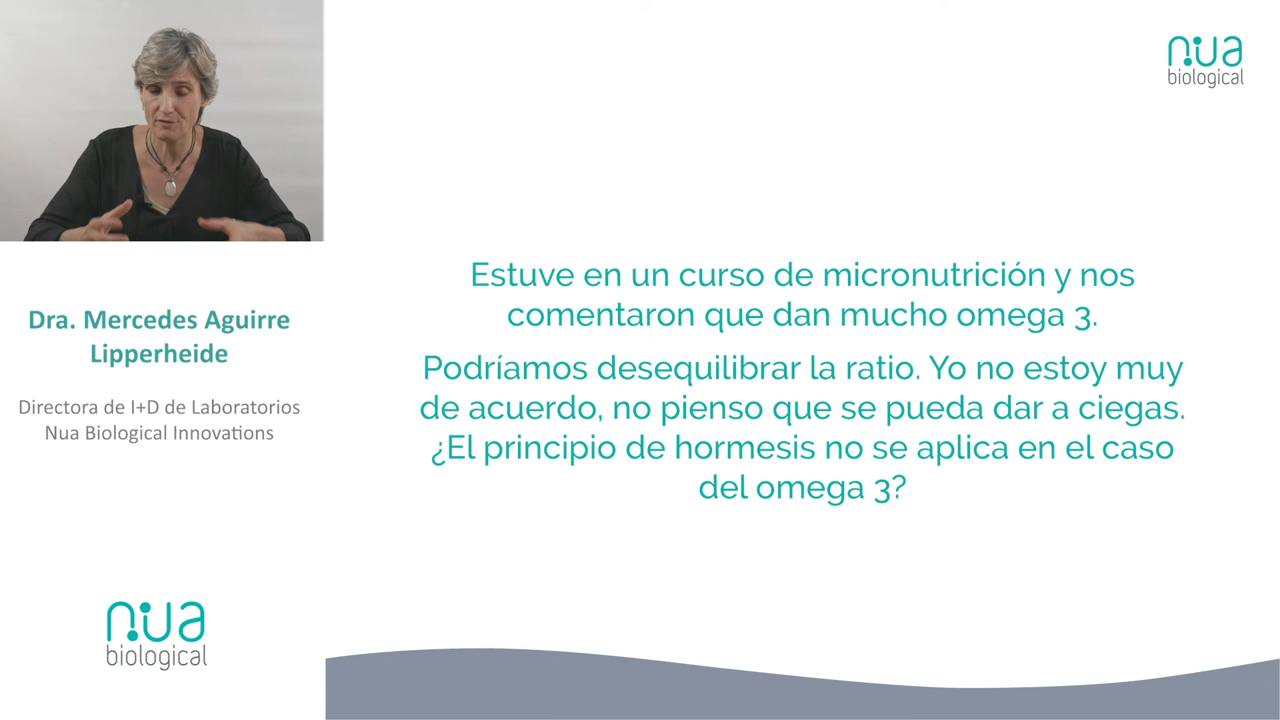 nua
biological
Estuve en un curso de micronutrición y nos
comentaron que dan mucho omega 3.
Podríamos desequilibrar la ratio. Yo no estoy muy
de acuerdo, no pienso que se pueda dar a ciegas.
¿El principio de hormesis no se aplica en el caso
del omega 3?
Dra. Mercedes Aguirre
Lipperheide
Directora de I+D de Laboratorios
Nua Biological Innovations
nua
biological